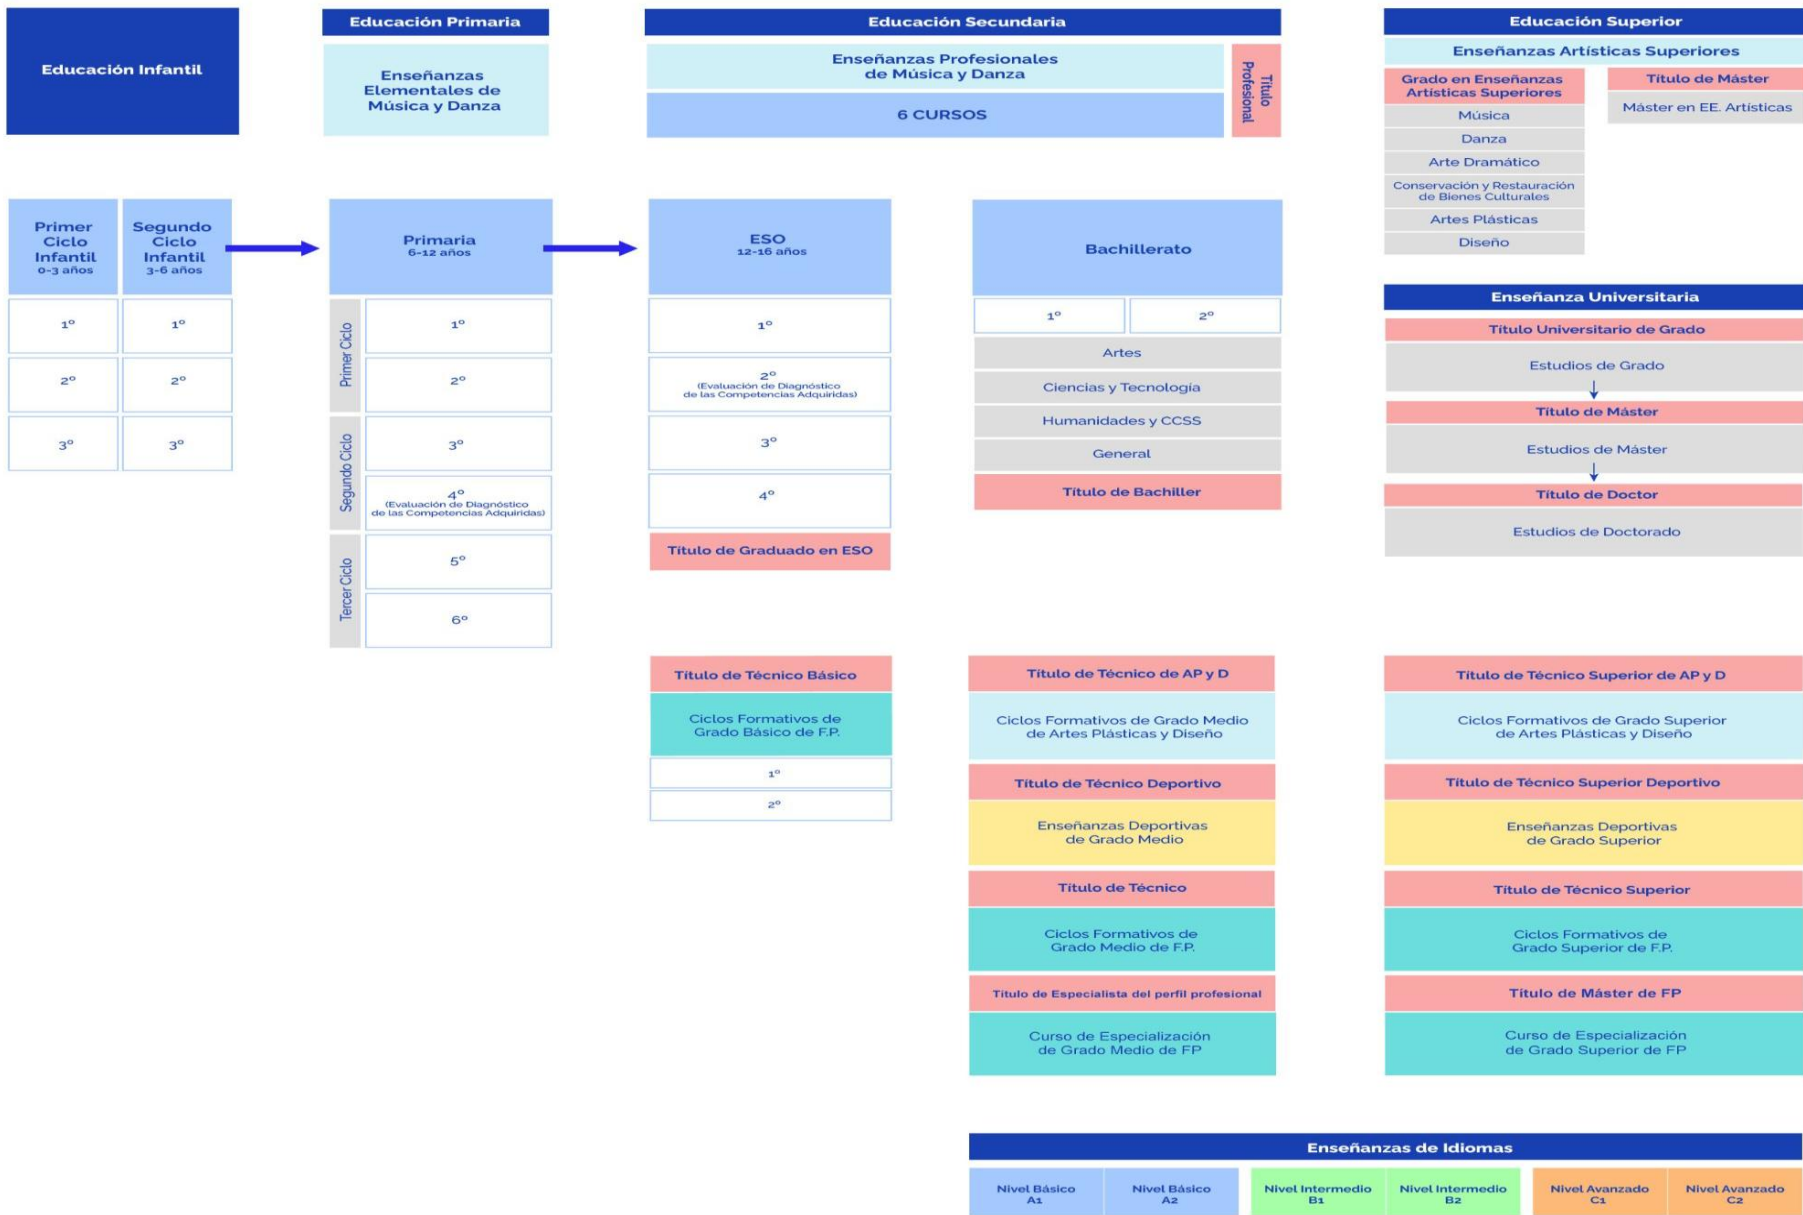 Educación Infantil
Primer
Ciclo
Infantil
0-3 años
Segundo
Ciclo
Infantil
3-6 años
1º
1º
2º
2º
3º
3º
Educación Primaria
Enseñanzas
Elementales de
Música y Danza
Primaria
6-12 años
Primer Ciclo
1º
2º
Segundo Ciclo
3º
4º
(Evaluación de Diagnóstico
de las Competencias Adquiridas)
Tercer Ciclo
5º
6º
Educación Secundaria
Enseñanzas Profesionales
de Música y Danza
6 CURSOS
Título
Profesional
ESO
12-16 años
1º
2º
(Evaluación de Diagnóstico
de las Competencias Adquiridas)
3º
4º
Título de Graduado en ESO
Título de Técnico Básico
Ciclos Formativos de
Grado Básico de F.P.
1º
2º
Bachillerato
1º
2º
Artes
Ciencias y Tecnología
Humanidades y CCSS
General
Título de Bachiller
Título de Técnico de AP y D
Ciclos Formativos de Grado Medio
de Artes Plásticas y Diseño
Título de Técnico Deportivo
Enseñanzas Deportivas
de Grado Medio
Título de Técnico
Ciclos Formativos de
Grado Medio de F.P.
Título de Especialista del perfil profesional
Curso de Especialización
de Grado Medio de FP
Educación Superior
Enseñanzas Artísticas Superiores
Grado en Enseñanzas
Artísticas Superiores
Música
Danza
Arte Dramático
Conservación y Restauración
de Bienes Culturales
Artes Plásticas
Diseño
Título de Máster
Máster en EE. Artísticas
Enseñanza Universitaria
Título Universitario de Grado
Estudios de Grado
Título de Máster
Estudios de Máster
Título de Doctor
Estudios de Doctorado
Título de Técnico Superior de AP y D
Ciclos Formativos de Grado Superior
de Artes Plásticas y Diseño
Título de Técnico Superior Deportivo
Enseñanzas Deportivas
de Grado Superior
Título de Técnico Superior
Ciclos Formativos de
Grado Superior de F.P.
Título de Máster de FP
Curso de Especialización
de Grado Superior de FP
Enseñanzas de Idiomas
Nivel Básico
A1
Nivel Básico
A2
Nivel Intermedio
B1
Nivel Intermedio
B2
Nivel Avanzado
C1
Nivel Avanzado
C2